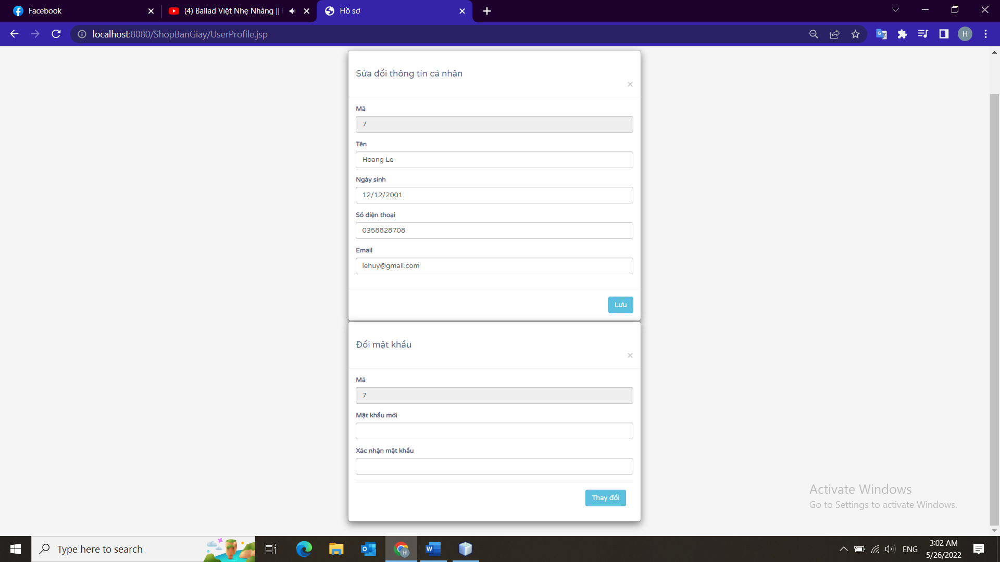 Facebook
(4) Ballad Việt Nhẹ Nhàng ||
Hồ sơ
localhost:8080/ShopBanGiay/UserProfile.jsp
H
Sửa đổi thông tin cá nhân
×
Mã
7
Tên
Hoang Le
Ngày sinh
12/12/2001
Số điện thoại
0358828708
Email
lehuy@gmail.com
Lưu
Đổi mật khẩu
×
Mã
7
Mật khẩu mới
Xác nhận mật khẩu
Thay đổi
Activate Windows
Go to Settings to activate Windows.
Type here to search
H
ENG
3:02 AM
5/26/2022